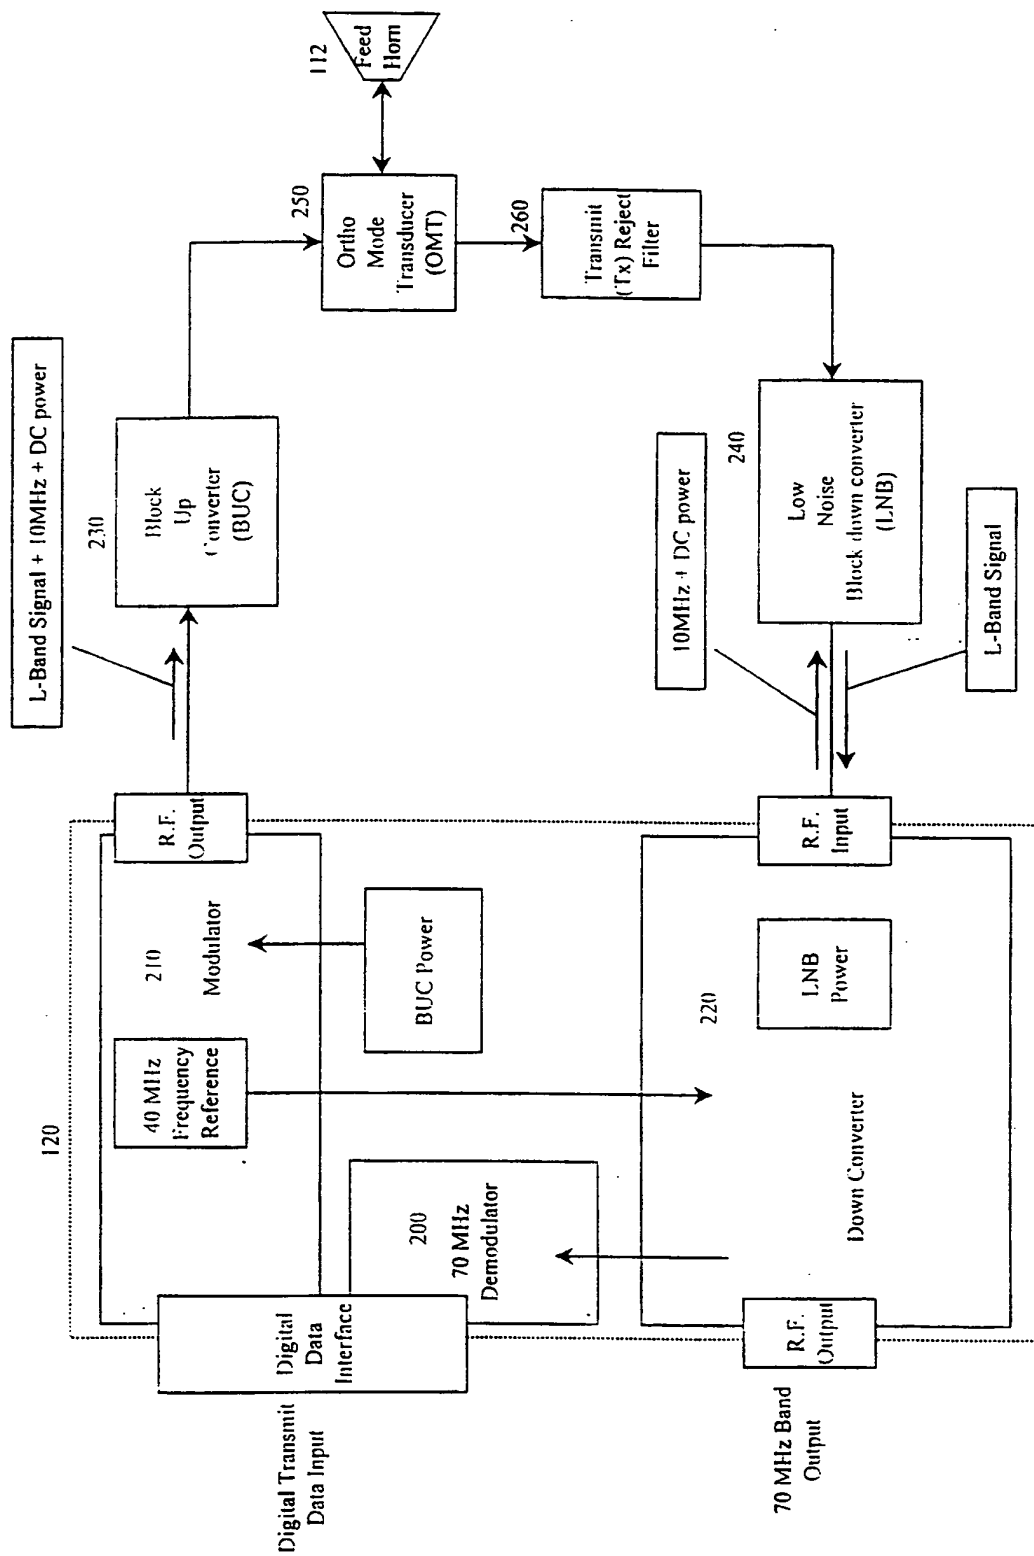 120
Digital Transmit
Data Input
Digital
Data
Interface
40 MHz
Frequency
Reference
210
Modulator
R.F.
Output
L-Band Signal + 10MHz + DC power
230
Block
Up
Converter
(BUC)
BUC Power
200
70 MHz
Demodulator
250
Ortho
Mode
Transducer
(OMT)
112
Feed
Horn
260
Transmit
(Tx) Reject
Filter
70 MHz Band
Output
R.F.
Output
Down Converter
220
LNB
Power
R.F.
Input
10MHz + DC power
240
Low
Noise
Block down converter
(LNB)
L-Band Signal